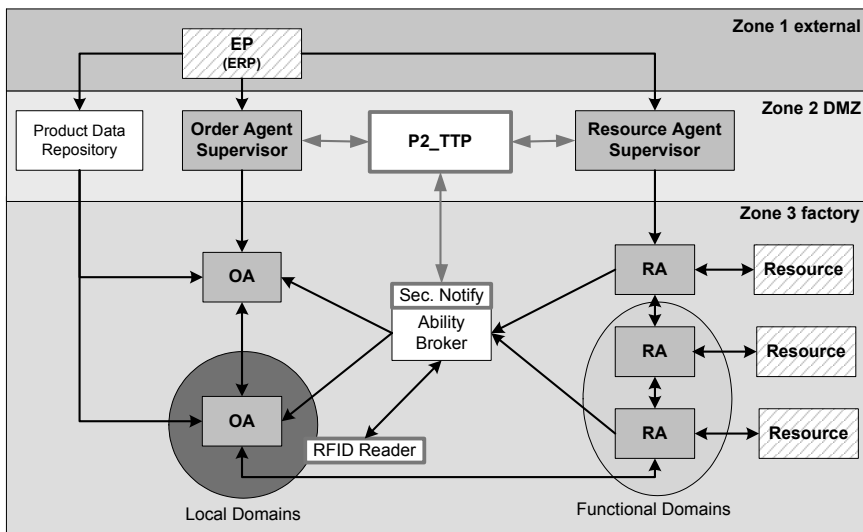 Zone 1 external
EP
(ERP)
Zone 2 DMZ
Product Data
Repository
Order Agent
Supervisor
P2_TTP
Resource Agent
Supervisor
Zone 3 factory
OA
RA
Resource
Sec. Notify
Ability
Broker
RA
Resource
OA
RA
Resource
RFID Reader
Local Domains
Functional Domains